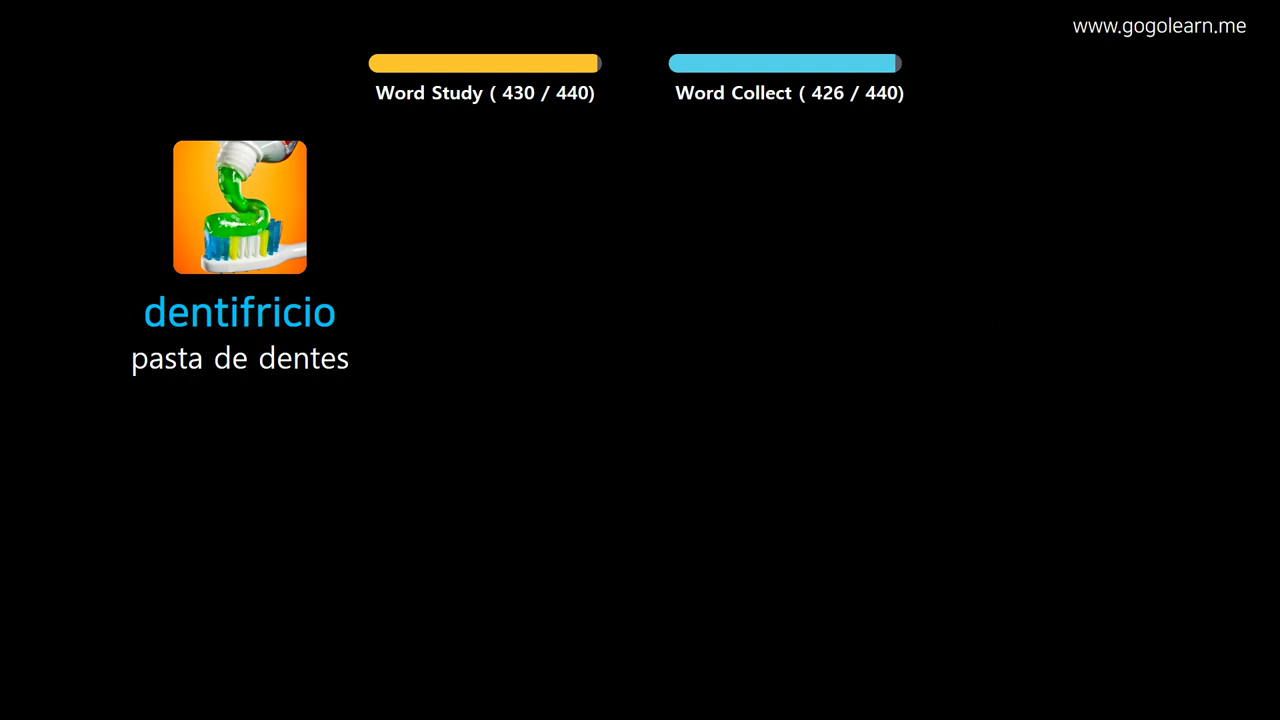 www.gogolearn.me
Word Study ( 430 / 440)
Word Collect ( 426 / 440)
dentifricio
pasta de dentes